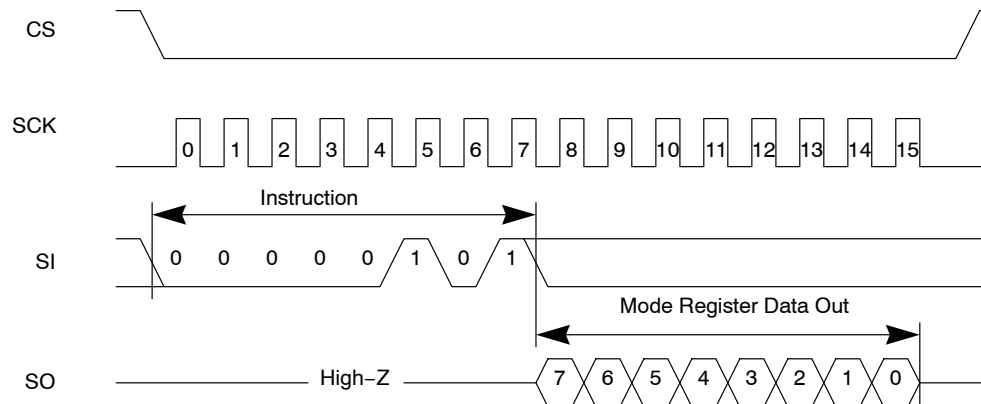 CS
SCK
0 1 2 3 4 5 6 7 8 9 10 11 12 13 14 15
Instruction
SI
0 0 0 0 0 1 0 1
Mode Register Data Out
SO
High−Z
7 6 5 4 3 2 1 0